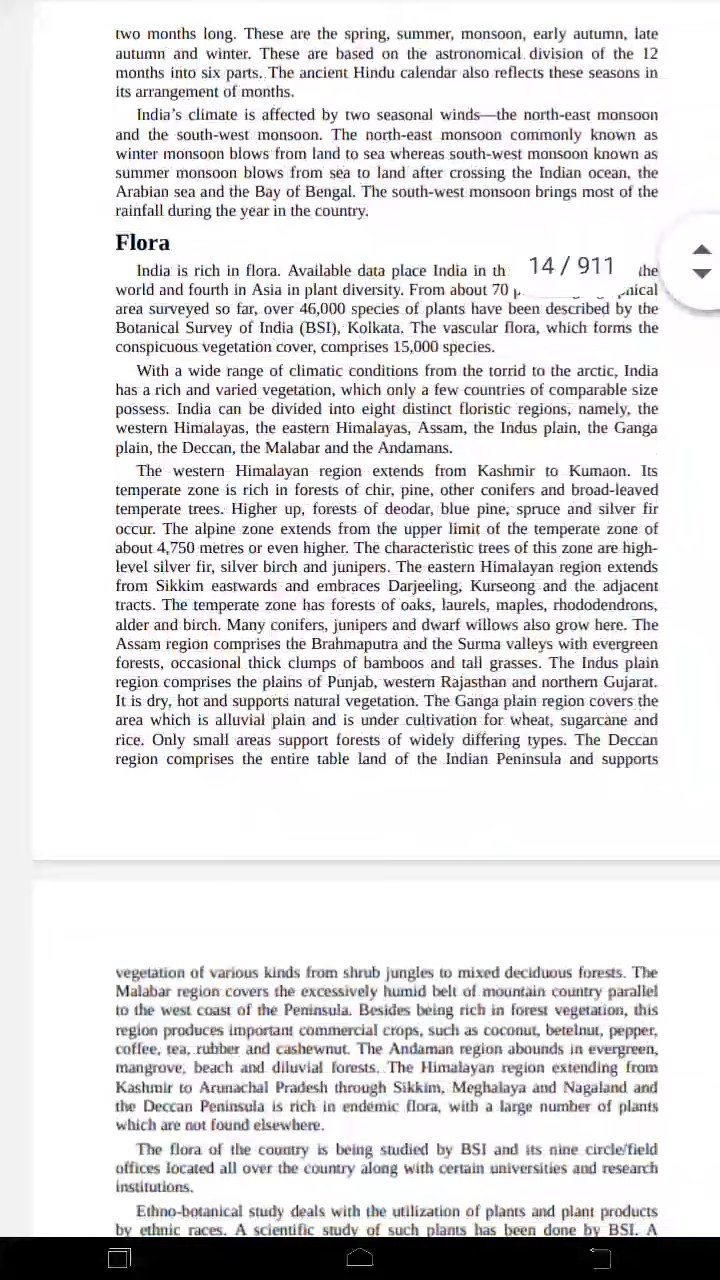 two months long. These are the spring, summer, monsoon, early autumn, late
autumn and winter. These are based on the astronomical division of the 12
months into six parts. The ancient Hindu calendar also reflects these seasons in
its arrangement of months.
India's climate is affected by two seasonal winds—the north-east monsoon
and the south-west monsoon. The north-east monsoon commonly known as
winter monsoon blows from land to sea whereas south-west monsoon known as
summer monsoon blows from sea to land after crossing the Indian ocean, the
Arabian sea and the Bay of Bengal. The south-west monsoon brings most of the
rainfall during the year in the country.
Flora
India is rich in flora. Available data place India in th 14 / 911 the
world and fourth in Asia in plant diversity. From about 70
area surveyed so far, over 46,000 species of plants have been described by the
Botanical Survey of India (BSI), Kolkata. The vascular flora, which forms the
conspicuous vegetation cover, comprises 15,000 species.
With a wide range of climatic conditions from the torrid to the arctic, India
has a rich and varied vegetation, which only a few countries of comparable size
possess. India can be divided into eight distinct floristic regions, namely, the
western Himalayas, the eastern Himalayas, Assam, the Indus plain, the Ganga
plain, the Deccan, the Malabar and the Andamans.
The western Himalayan region extends from Kashmir to Kumaon. Its
temperate zone is rich in forests of chir, pine, other conifers and broad-leaved
temperate trees. Higher up, forests of deodar, blue pine, spruce and silver fir
occur. The alpine zone extends from the upper limit of the temperate zone of
about 4,750 metres or even higher. The characteristic trees of this zone are high-
level silver fir, silver birch and junipers. The eastern Himalayan region extends
from Sikkim eastwards and embraces Darjeeling, Kurseong and the adjacent
tracts. The temperate zone has forests of oaks, laurels, maples, rhododendrons,
alder and birch. Many conifers, junipers and dwarf willows also grow here. The
Assam region comprises the Brahmaputra and the Surma valleys with evergreen
forests, occasional thick clumps of bamboos and tall grasses. The Indus plain
region comprises the plains of Punjab, western Rajasthan and northern Gujarat.
It is dry, hot and supports natural vegetation. The Ganga plain region covers the
area which is alluvial plain and is under cultivation for wheat, sugarcane and
rice. Only small areas support forests of widely differing types. The Deccan
region comprises the entire table land of the Indian Peninsula and supports
vegetation of various kinds from shrub jungles to mixed deciduous forests. The
Malabar region covers the excessively humid belt of mountain country parallel
to the west coast of the Peninsula. Besides being rich in forest vegetation, this
region produces important commercial crops, such as coconut, betelnut, pepper,
coffee, tea, rubber and cashewnut. The Andaman region abounds in evergreen,
mangrove, beach and diluvial forests. The Himalayan region extending from
Kashmir to Arunachal Pradesh through Sikkim, Meghalaya and Nagaland and
the Deccan Peninsula is rich in endemic flora, with a large number of plants
which are not found elsewhere.
The flora of the country is being studied by BSI and its nine circle/field
offices located all over the country along with certain universities and research
institutions.
Ethno-botanical study deals with the utilization of plants and plant products
by ethnic races. A scientific study of such plants has been done by BSI. A